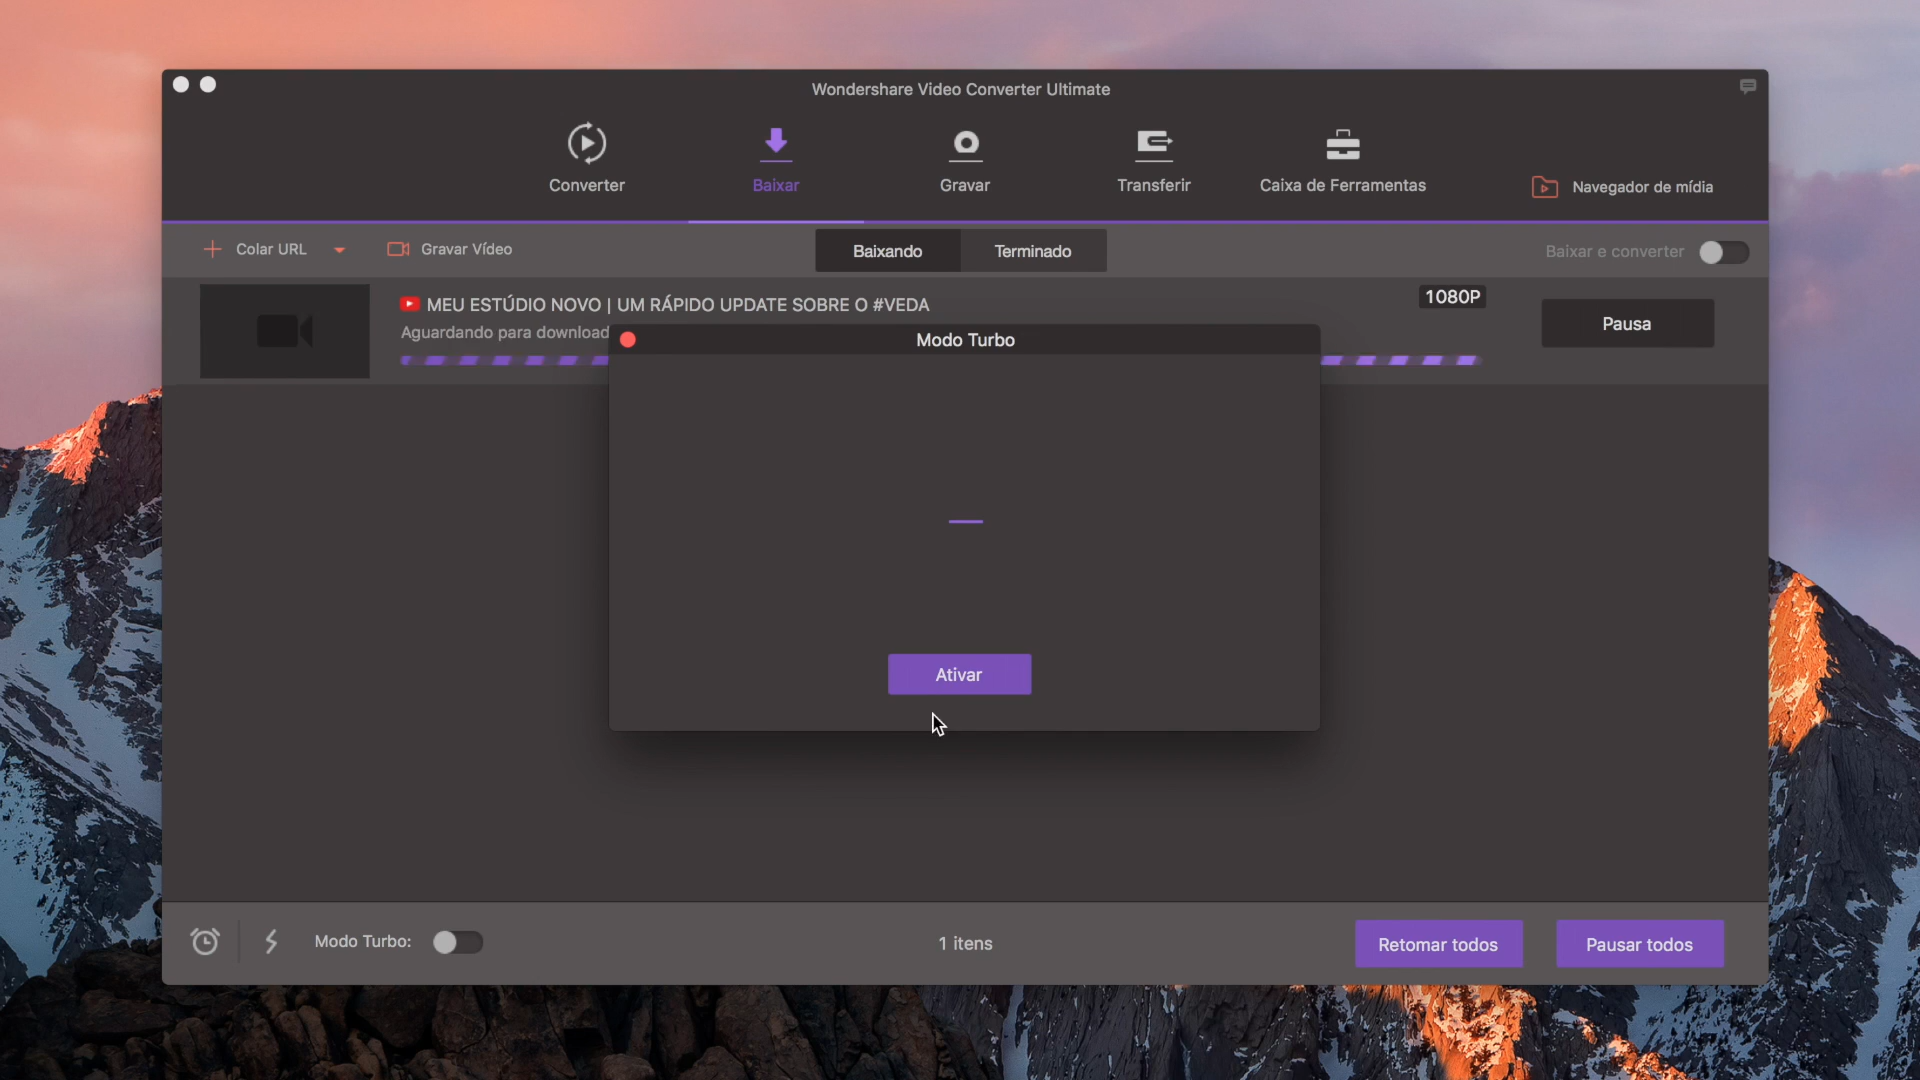 Wondershare Video Converter Ultimate
Converter
Baixar
Gravar
Transferir
Caixa de Ferramentas
Navegador de mídia
Colar URL
Gravar Vídeo
Baixando
Terminado
Baixar e converter
MEU ESTÚDIO NOVO | UM RÁPIDO UPDATE SOBRE O #VEDA
1080P
Pausa
Aguardando para download
Modo Turbo
Ativar
Modo Turbo:
1 itens
Retomar todos
Pausar todos